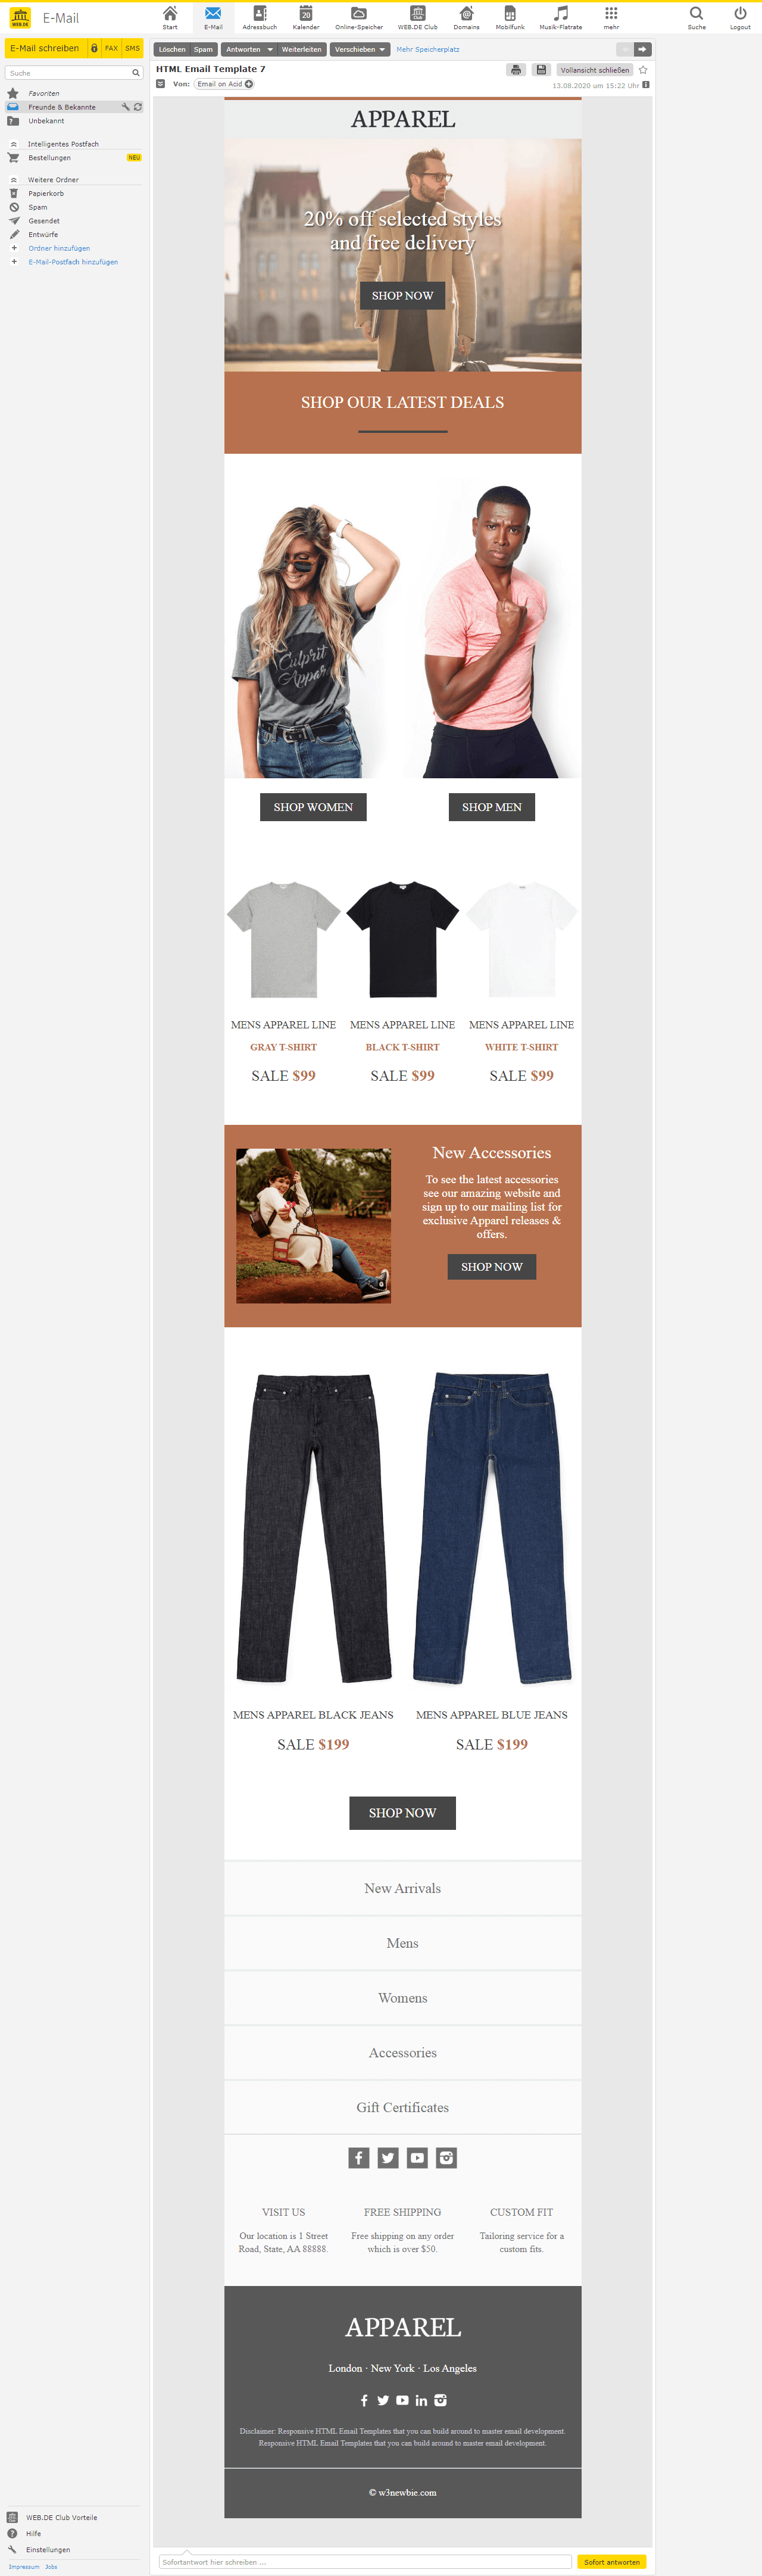 WEB.DE
E-Mail
Start
E-Mail
Adressbuch
20
Kalender
Online-Speicher
Club
WEB.DE Club
Domains
Mobilfunk
Musik-Flatrate
mehr
Suche
Logout
E-Mail schreiben
FAX
SMS
Suche
Favoriten
Freunde & Bekannte
Unbekannt
Intelligentes Postfach
Bestellungen
NEU
Weitere Ordner
Papierkorb
Spam
Gesendet
Entwürfe
Ordner hinzufügen
E-Mail-Postfach hinzufügen
Löschen
Spam
Antworten
Weiterleiten
Verschieben
Mehr Speicherplatz
HTML Email Template 7
Vollansicht schließen
Von: Email on Acid
13.08.2020 um 15:22 Uhr
APPAREL
20% off selected styles
and free delivery
SHOP NOW
SHOP OUR LATEST DEALS
Culprit
Appar
SHOP WOMEN
SHOP MEN
MENS APPAREL LINE
GRAY T-SHIRT
SALE $99
MENS APPAREL LINE
BLACK T-SHIRT
SALE $99
MENS APPAREL LINE
WHITE T-SHIRT
SALE $99
New Accessories
To see the latest accessories
see our amazing website and
sign up to our mailing list for
exclusive Apparel releases &
offers.
SHOP NOW
MENS APPAREL BLACK JEANS
SALE $199
MENS APPAREL BLUE JEANS
SALE $199
SHOP NOW
New Arrivals
Mens
Womens
Accessories
Gift Certificates
VISIT US
Our location is 1 Street
Road, State, AA 88888.
FREE SHIPPING
Free shipping on any order
which is over $50.
CUSTOM FIT
Tailoring service for a
custom fits.
APPAREL
London · New York · Los Angeles
Disclaimer: Responsive HTML Email Templates that you can build around to master email development.
Responsive HTML Email Templates that you can build around to master email development.
© w3newbie.com
WEB.DE Club Vorteile
Hilfe
Einstellungen
Impressum
Jobs
Sofortantwort hier schreiben ...
Sofort antworten